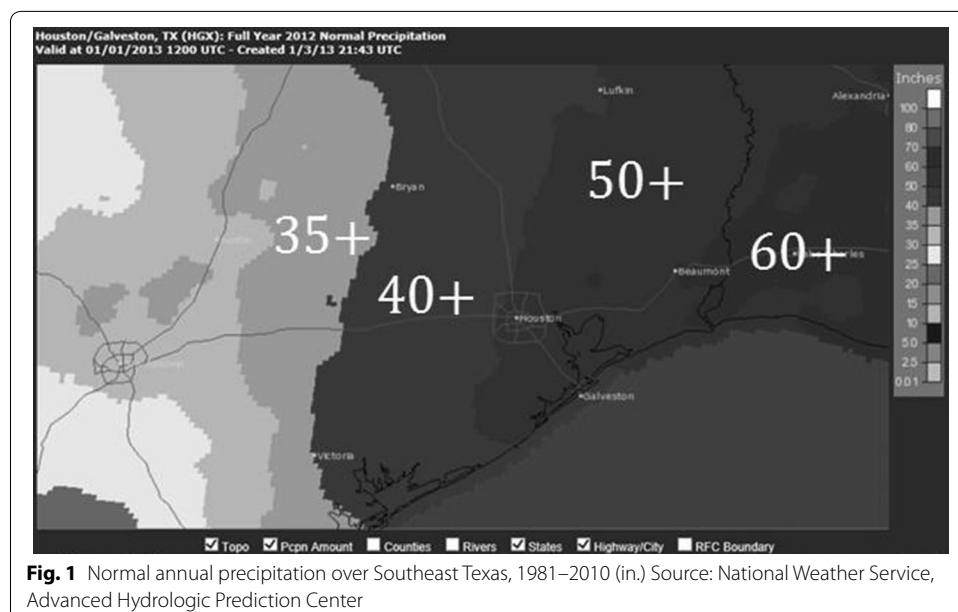 Houston/Galveston, TX (HGX): Full Year 2012 Normal Precipitation
Valid at 01/01/2013 1200 UTC - Created 1/3/13 21:43 UTC
Inches
100
80
70
60
50
40
35
30
25
20
15
10
5.0
2.5
0.01
Lufkin
Alexandria
50+
Bryan
35+
60+
40+
Beaumont
Houston
Galveston
Victoria
Topo
Pcpn Amount
Counties
Rivers
States
Highway/City
RFC Boundary
Fig. 1 Normal annual precipitation over Southeast Texas, 1981–2010 (in.) Source: National Weather Service,
Advanced Hydrologic Prediction Center